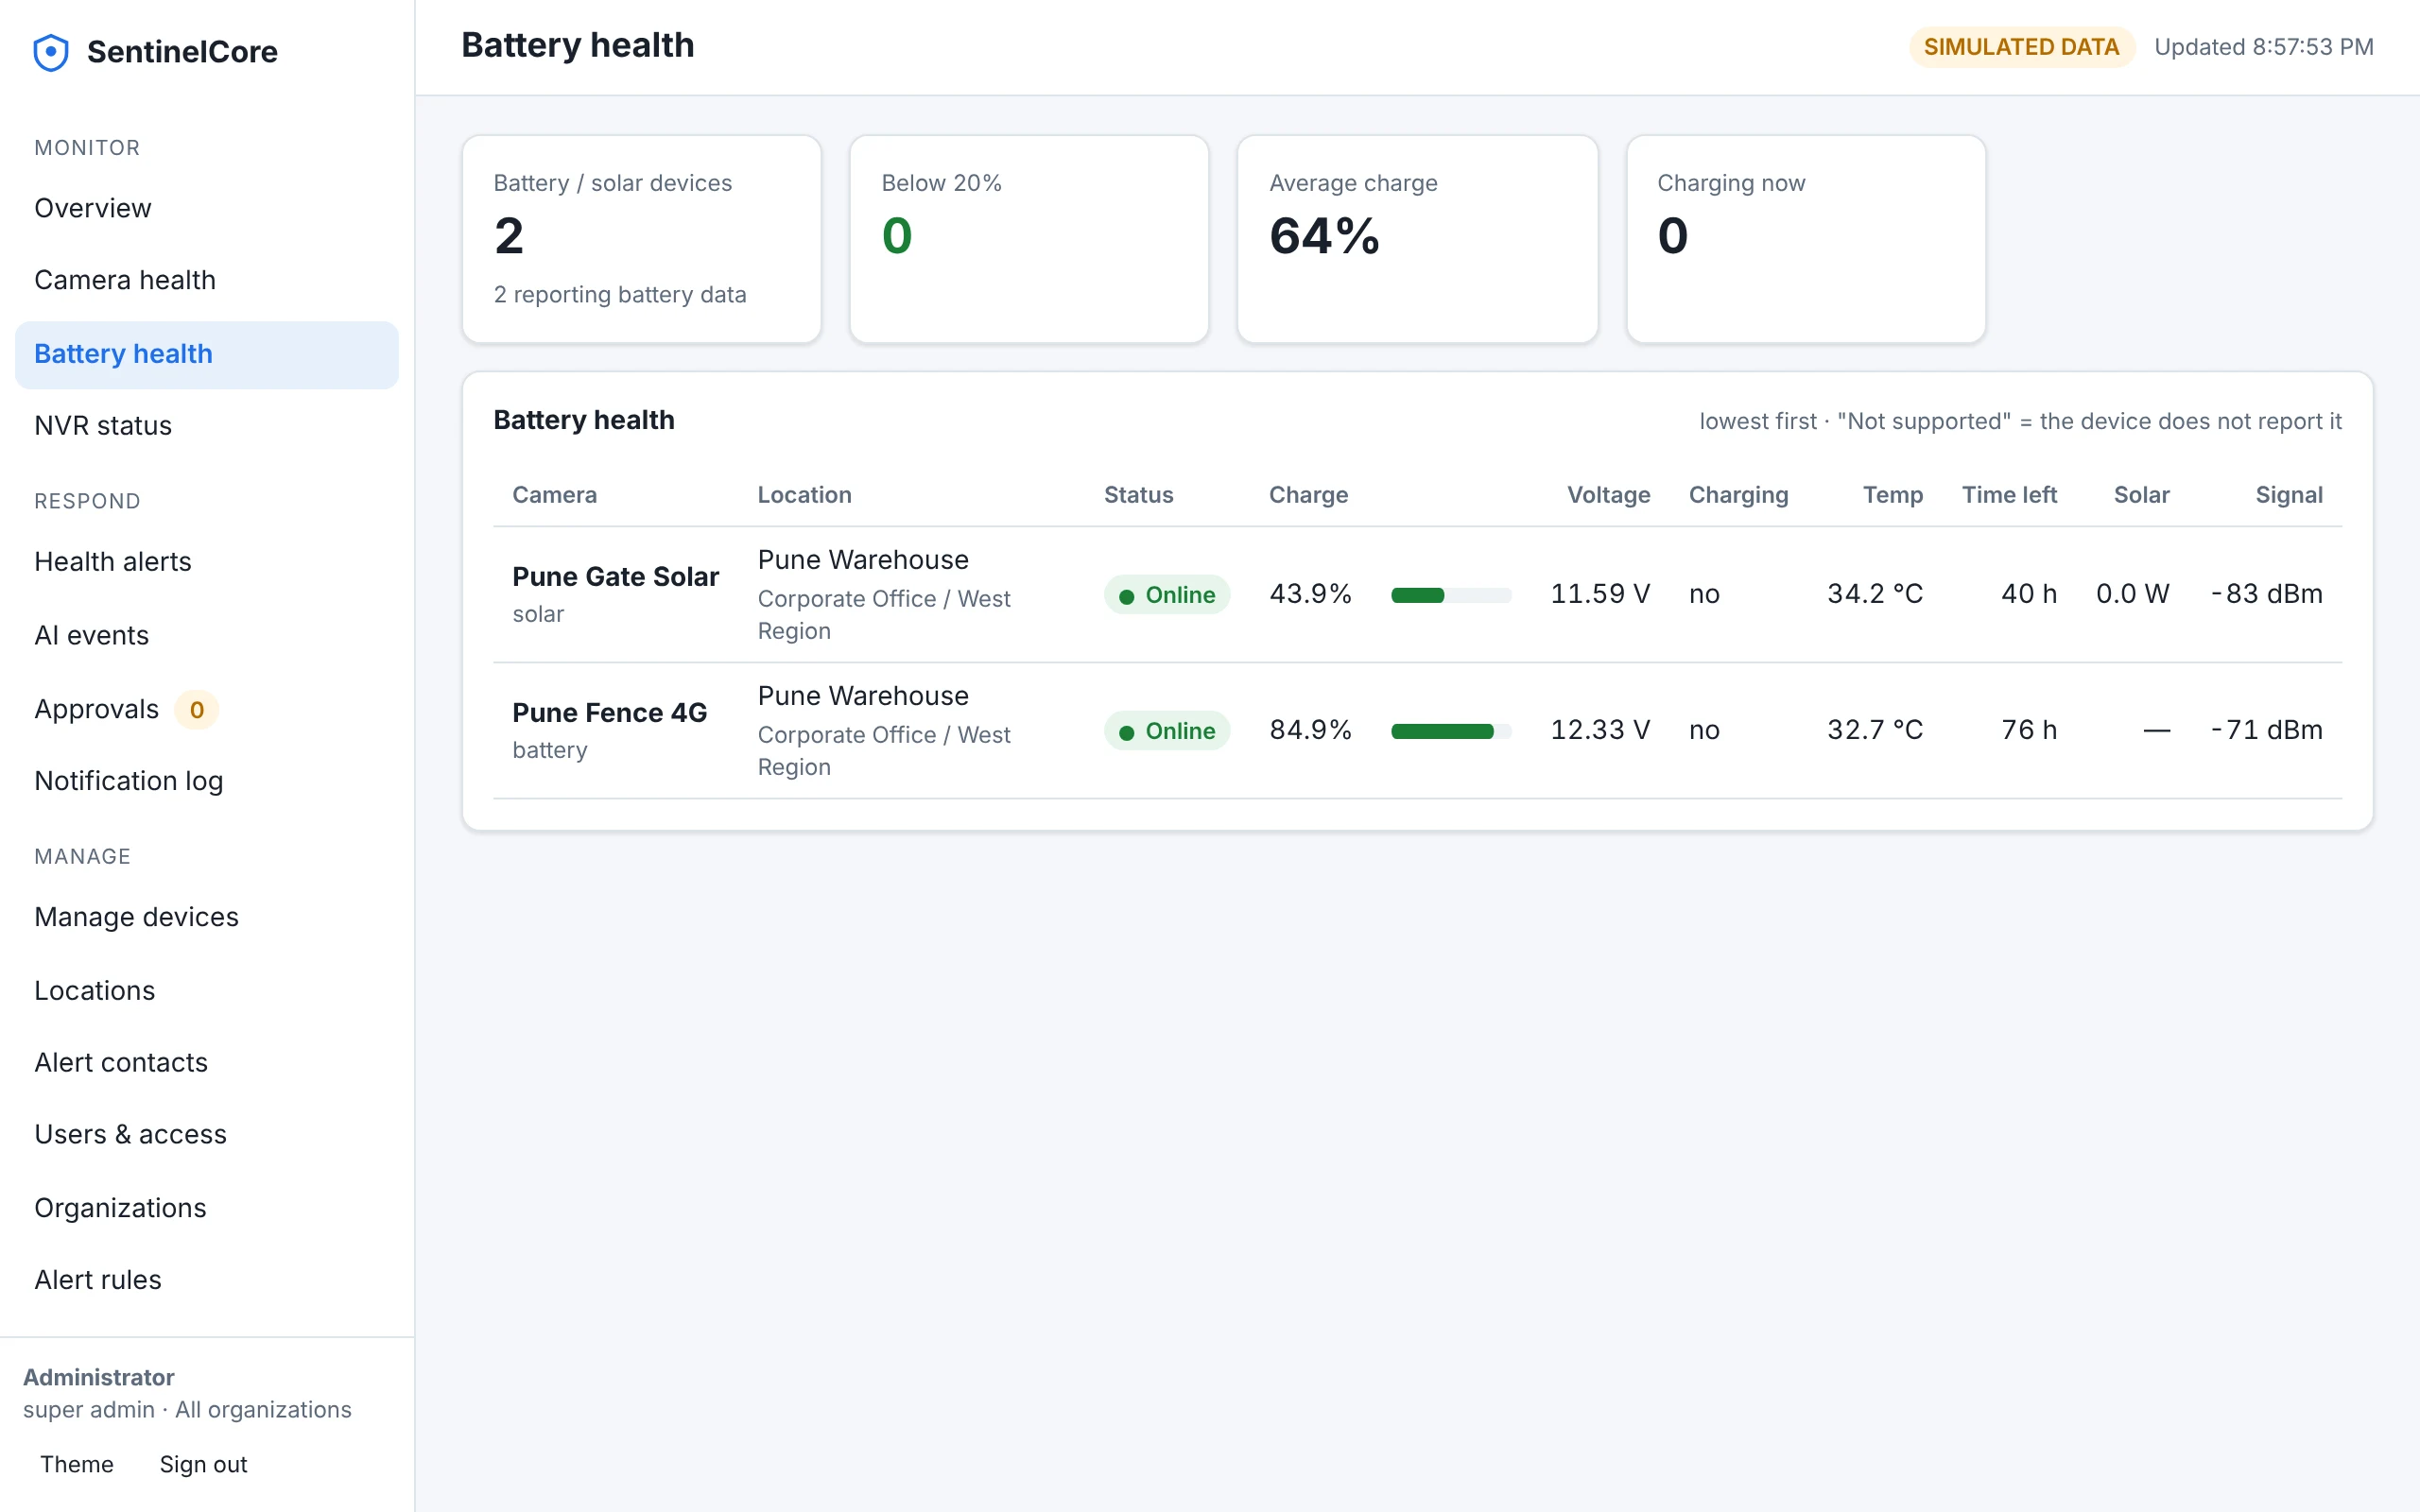 SentinelCore
MONITOR
Overview
Camera health
Battery health
NVR status
RESPOND
Health alerts
AI events
Approvals 0
Notification log
MANAGE
Manage devices
Locations
Alert contacts
Users & access
Organizations
Alert rules
Administrator
super admin · All organizations
Theme Sign out
Battery health
SIMULATED DATA Updated 8:57:53 PM
Battery / solar devices
2
2 reporting battery data
Below 20%
0
Average charge
64%
Charging now
0
Battery health
lowest first · "Not supported" = the device does not report it
Camera Location Status Charge Voltage Charging Temp Time left Solar Signal
Pune Gate Solar
solar
Pune Warehouse
Corporate Office / West
Region
Online 43.9% 11.59 V no 34.2 °C 40 h 0.0 W -83 dBm
Pune Fence 4G
battery
Pune Warehouse
Corporate Office / West
Region
Online 84.9% 12.33 V no 32.7 °C 76 h — -71 dBm